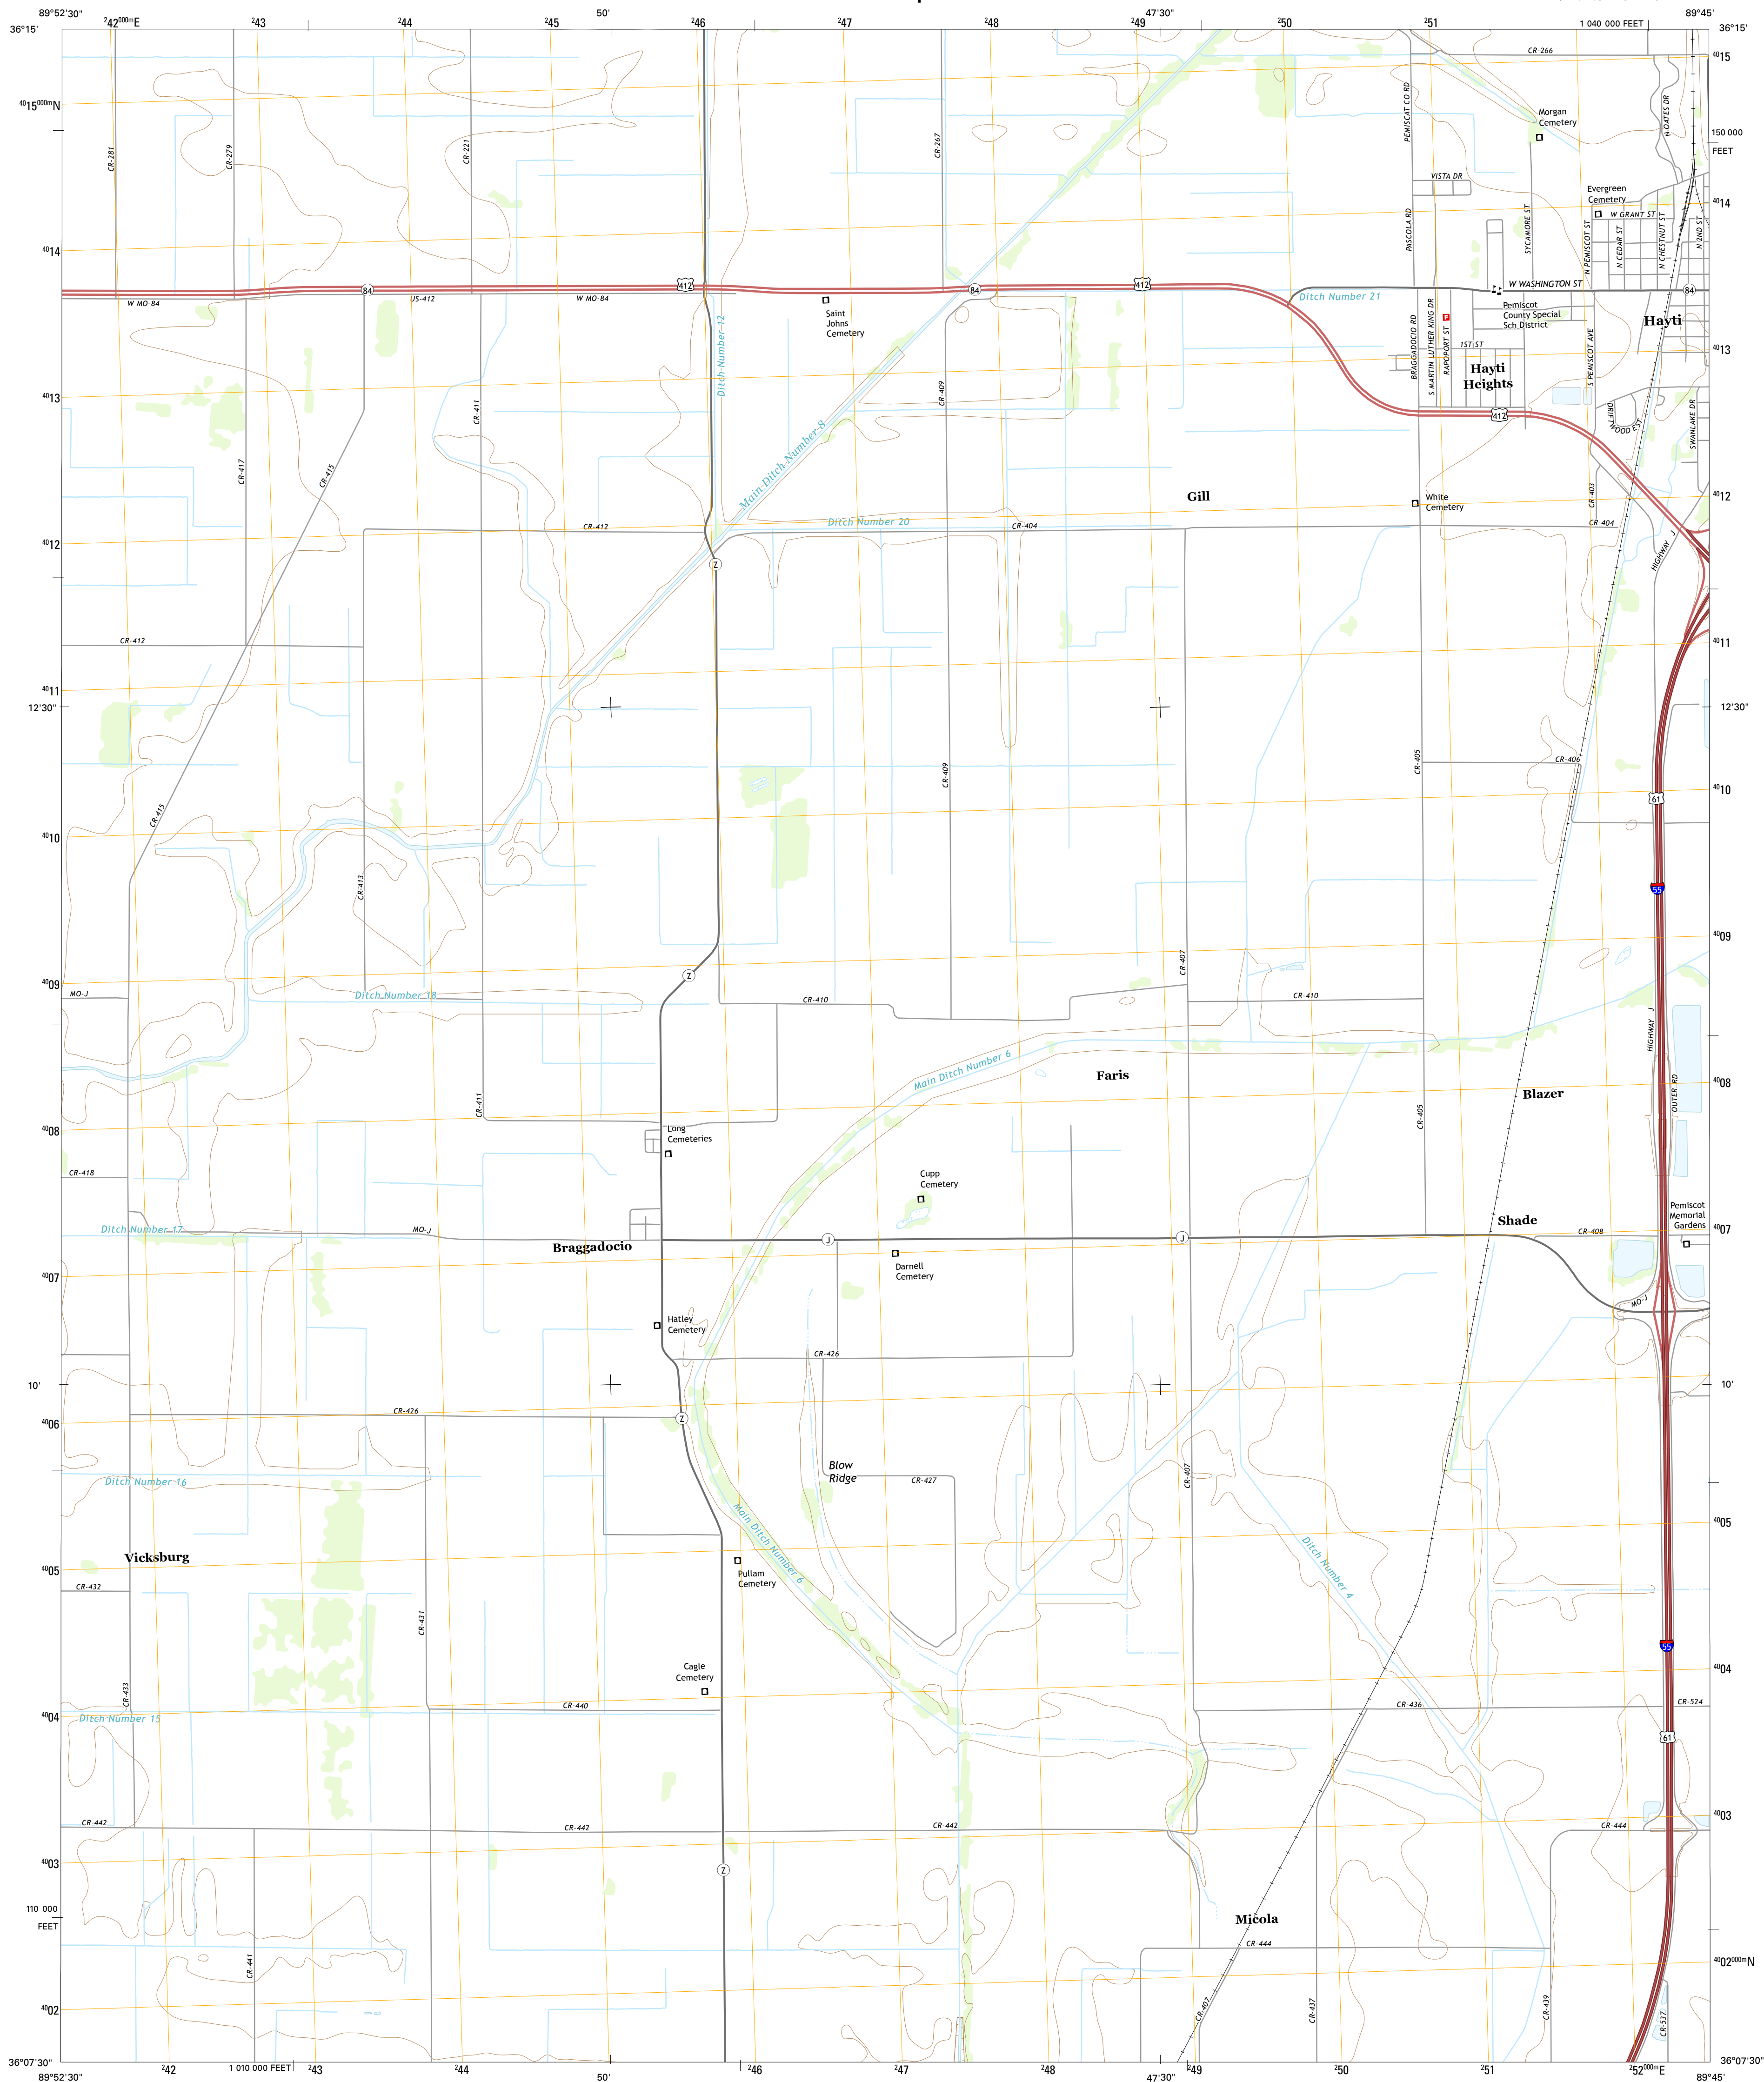 89°52'30"
242000mE
243
244
245
50'
246
247
248
249
47'30"
250
251
1 040 000 FEET
89°45'
36°15'
36°15'
CR-266
4015
4015000mN
PEMISCAT CO RD
N OATES DR
Morgan
Cemetery
150 000
FEET
CR-281
CR-279
CR-221
CR-267
VISTA DR
Evergreen
Cemetery
4014
W GRANT ST
PASCOLA RD
SYCAMORE ST
N PEMISCOT ST
N CEDAR ST
N CHESTNUT ST
N 2ND ST
4014
W MO-84
84
US-412
W MO-84
412
84
412
Ditch Number 21
W WASHINGTON ST
84
Saint
Johns
Cemetery
Pemiscot
County Special
Sch District
Hayti
Ditch Number 12
BRAGGADOCIO RD
S MARTIN LUTHER KING DR
RAPOPORT ST
F
1ST ST
S PEMISCOT AVE
4013
Hayti
Heights
4013
CR-409
CR-411
412
DRIFTWOOD ST
SWANLAKE DR
CR-417
CR-415
Main Ditch Number 8
Gill
White
Cemetery
CR-403
4012
CR-412
Ditch Number 20
CR-404
CR-404
4012
Z
HIGHWAY J
CR-412
4011
4011
12'30"
12'30"
CR-405
CR-406
CR-409
61
4010
CR-415
4010
CR-413
55
4009
CR-407
Z
4009
MO-J
Ditch Number 18
CR-410
CR-410
HIGHWAY J
Main Ditch Number 6
Faris
Blazer
OUTER RD
4008
CR-411
CR-405
4008
Long
Cemeteries
CR-418
Cupp
Cemetery
Pemiscot
Memorial
Gardens
Ditch Number 17
MO-J
Braggadocio
J
J
Shade
CR-408
4007
Darnell
Cemetery
4007
MO-J
Hatley
Cemetery
CR-426
10'
10'
4006
CR-426
Z
4006
Ditch Number 16
Blow
Ridge
CR-427
CR-407
Main Ditch Number 6
4005
Vicksburg
Ditch Number 4
4005
Pullam
Cemetery
CR-432
CR-431
55
Cagle
Cemetery
4004
CR-433
CR-440
CR-436
CR-524
4004
Ditch Number 15
61
4003
CR-442
CR-442
CR-442
CR-444
4003
Z
110 000
FEET
Micola
CR-444
CR-441
4002000mN
4002
CR-407
CR-437
CR-439
CR-537
36°07'30"
36°07'30"
89°52'30"
242
1 010 000 FEET
243
244
50'
246
247
248
47'30"
249
250
251
252000mE
89°45'